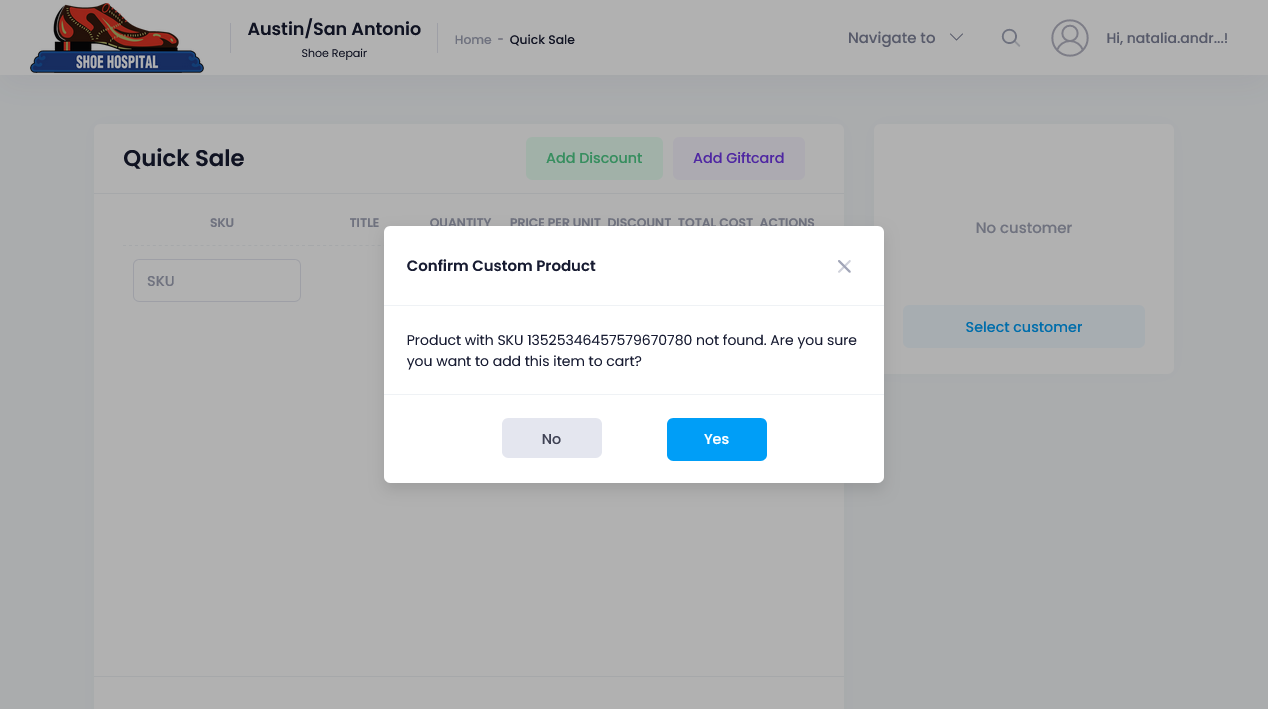 SHOE HOSPITAL
Austin/San Antonio
Shoe Repair
Home - Quick Sale
Navigate to
Hi, natalia.andr...!
Quick Sale
Add Discount
Add Giftcard
SKU TITLE QUANTITY PRICE PER UNIT DISCOUNT TOTAL COST ACTIONS
SKU
No customer
Select customer
Confirm Custom Product
Product with SKU 13525346457579670780 not found. Are you sure
you want to add this item to cart?
No
Yes